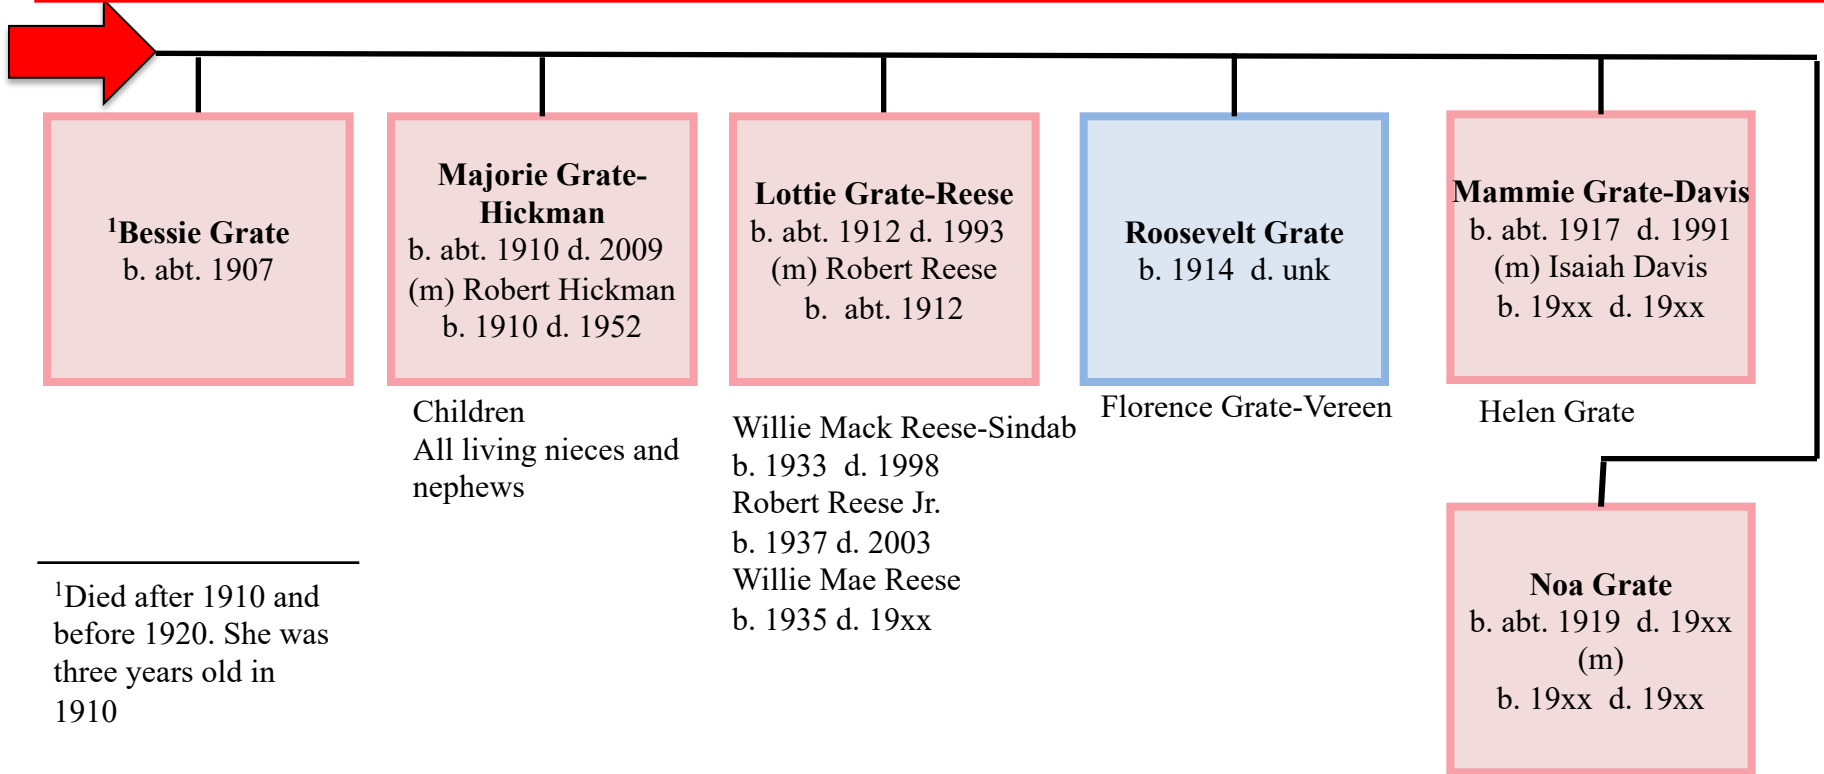 ¹Bessie Grate
b. abt. 1907
Majorie Grate-
Hickman
b. abt. 1910 d. 2009
(m) Robert Hickman
b. 1910 d. 1952
Lottie Grate-Reese
b. abt. 1912 d. 1993
(m) Robert Reese
b. abt. 1912
Roosevelt Grate
b. 1914 d. unk
Mammie Grate-Davis
b. abt. 1917 d. 1991
(m) Isaiah Davis
b. 19xx d. 19xx
Children
All living nieces and
nephews
Willie Mack Reese-Sindab
b. 1933 d. 1998
Robert Reese Jr.
b. 1937 d. 2003
Willie Mae Reese
b. 1935 d. 19xx
Florence Grate-Vereen
Helen Grate
¹Died after 1910 and
before 1920. She was
three years old in
1910
Noa Grate
b. abt. 1919 d. 19xx
(m)
b. 19xx d. 19xx